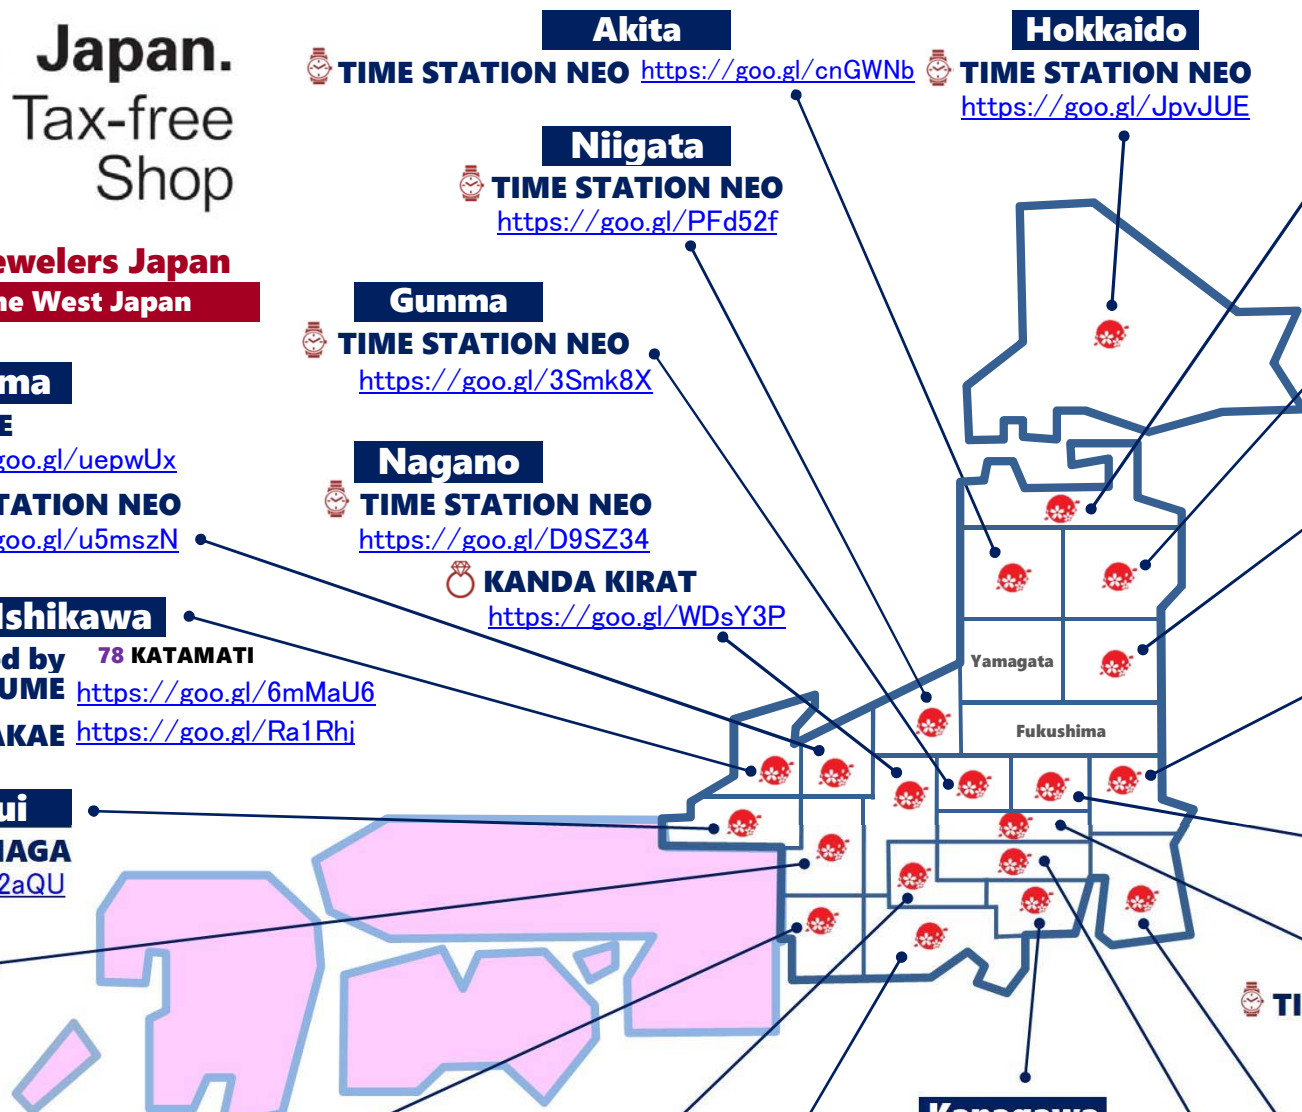 Japan.
Tax-free
Shop
ewelers Japan
ne West Japan
Akita
TIME STATION NEO https://goo.gl/cnGWNb
Hokkaido
TIME STATION NEO
https://goo.gl/JpvJUE
Niigata
TIME STATION NEO
https://goo.gl/PFd52f
Gunma
TIME STATION NEO
https://goo.gl/3Smk8X
ma
E
goo.gl/uepwUx
TATION NEO
goo.gl/u5mszN
Nagano
TIME STATION NEO
https://goo.gl/D9SZ34
KANDA KIRAT
https://goo.gl/WDsY3P
Ishikawa
d by 78 KATAMATI
UME https://goo.gl/6mMaU6
AKAE https://goo.gl/Ra1Rhj
ui
NAGA
2aQU
Yamagata
Fukushima
TI
Kanagawa